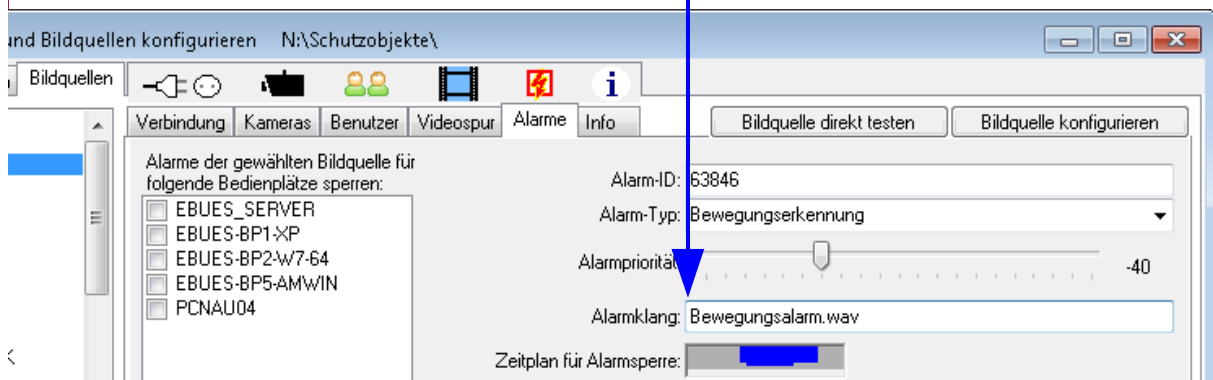 und Bildquellen konfigurieren N:\Schutzobjekte\
Bildquellen
Verbindung Kameras Benutzer Videospur Alarme Info
Bildquelle direkt testen Bildquelle konfigurieren
Alarme der gewählten Bildquelle für
folgende Bedienplätze sperren:
EBUES_SERVER
EBUES-BP1-XP
EBUES-BP2-W7-64
EBUES-BP5-AMWIN
PCNAU04
Alarm-ID: 63846
Alarm-Typ: Bewegungserkennung
Alarmpriorität -40
Alarmklang: Bewegungsalarm.wav
Zeitplan für Alarmsperre: